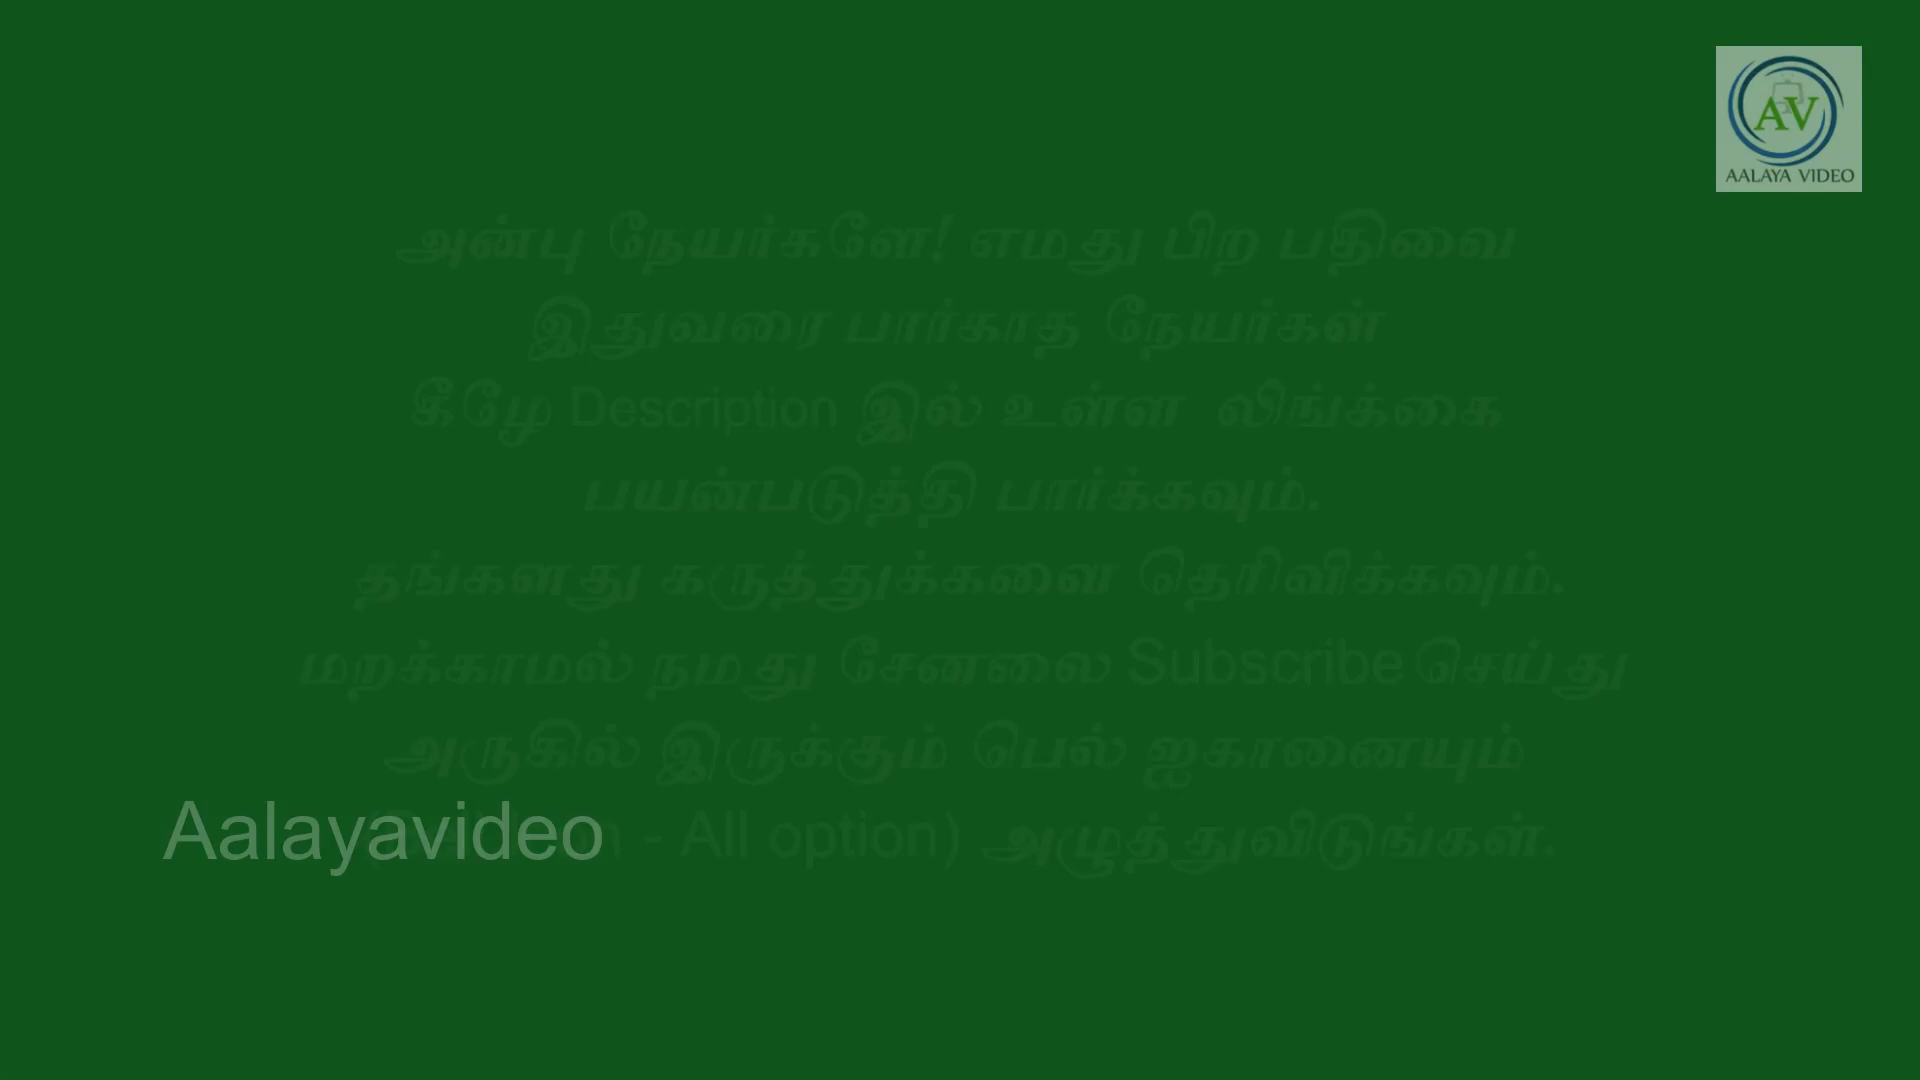 AV
AALAYA VIDEO
அன்பு நேயர்களே! எமது பிற பதிவை
இதுவரை பார்காத நேயர்கள்
கீழே Description இல் உள்ள லிங்க்கை
பயன்படுத்தி பார்க்கவும்.
தங்களது கருத்துக்களை தெரிவிக்கவும்.
மறக்காமல் நமது சேனலை Subscribe செய்து
அருகில் இருக்கும் பெல் ஐகானையும்
- All option) அழுத்துவிடுங்கள்.
Aalayavideo